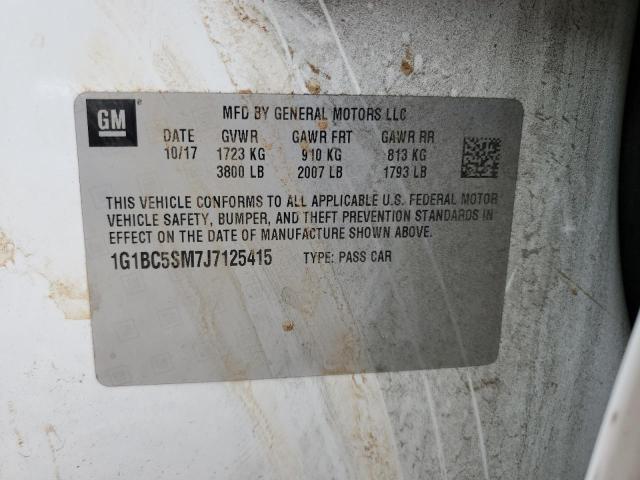 GM
MFD BY GENERAL MOTORS LLC
DATE GVWR GAWR FRT GAWR RR
10/17 1723 KG 910 KG 813 KG
3800 LB 2007 LB 1793 LB
THIS VEHICLE CONFORMS TO ALL APPLICABLE U.S. FEDERAL MOTOR
VEHICLE SAFETY, BUMPER, AND THEFT PREVENTION STANDARDS IN
EFFECT ON THE DATE OF MANUFACTURE SHOWN ABOVE.
1G1BC5SM7J7125415 TYPE: PASS CAR